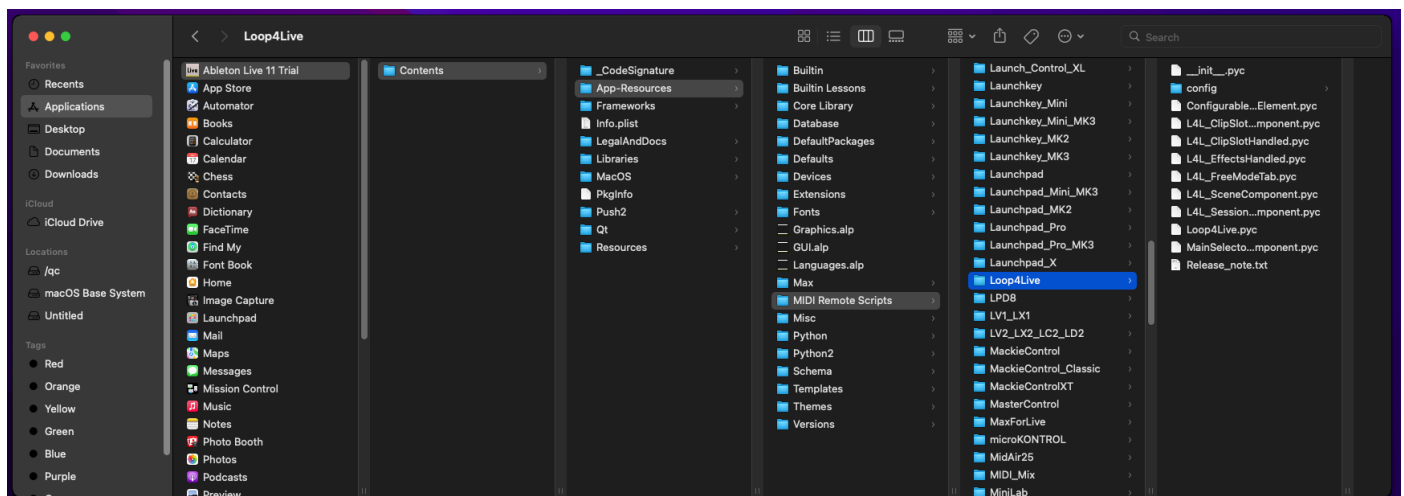 Loop4Live
Search
Favorites
Recents
Applications
Desktop
Documents
Downloads
iCloud
iCloud Drive
Locations
/qc
macOS Base System
Untitled
Tags
Red
Orange
Yellow
Green
Blue
Purple
Ableton Live 11 Trial
App Store
Automator
Books
Calculator
Calendar
Chess
Contacts
Dictionary
FaceTime
Find My
Font Book
Home
Image Capture
Launchpad
Mail
Maps
Messages
Mission Control
Music
Notes
Photo Booth
Photos
Podcasts
Preview
Contents
_CodeSignature
App-Resources
Frameworks
Info.plist
LegalAndDocs
Libraries
MacOS
PkgInfo
Push2
Qt
Resources
Builtin
Builtin Lessons
Core Library
Database
DefaultPackages
Defaults
Devices
Extensions
Fonts
Graphics.alp
GUI.alp
Languages.alp
Max
MIDI Remote Scripts
Misc
Python
Python2
Schema
Templates
Themes
Versions
Launch_Control_XL
Launchkey
Launchkey_Mini
Launchkey_Mini_MK3
Launchkey_MK2
Launchkey_MK3
Launchpad
Launchpad_Mini_MK3
Launchpad_MK2
Launchpad_Pro
Launchpad_Pro_MK3
Launchpad_X
Loop4Live
LPD8
LV1_LX1
LV2_LX2_LC2_LD2
MackieControl
MackieControl_Classic
MackieControlXT
MasterControl
MaxForLive
microKONTROL
MidAir25
MIDI_Mix
MiniLab
__init__.pyc
config
Configurable...Element.pyc
L4L_ClipSlot...mponent.pyc
L4L_ClipSlotHandled.pyc
L4L_EffectsHandled.pyc
L4L_FreeModeTab.pyc
L4L_SceneComponent.pyc
L4L_Session...mponent.pyc
Loop4Live.pyc
MainSelecto...mponent.pyc
Release_note.txt